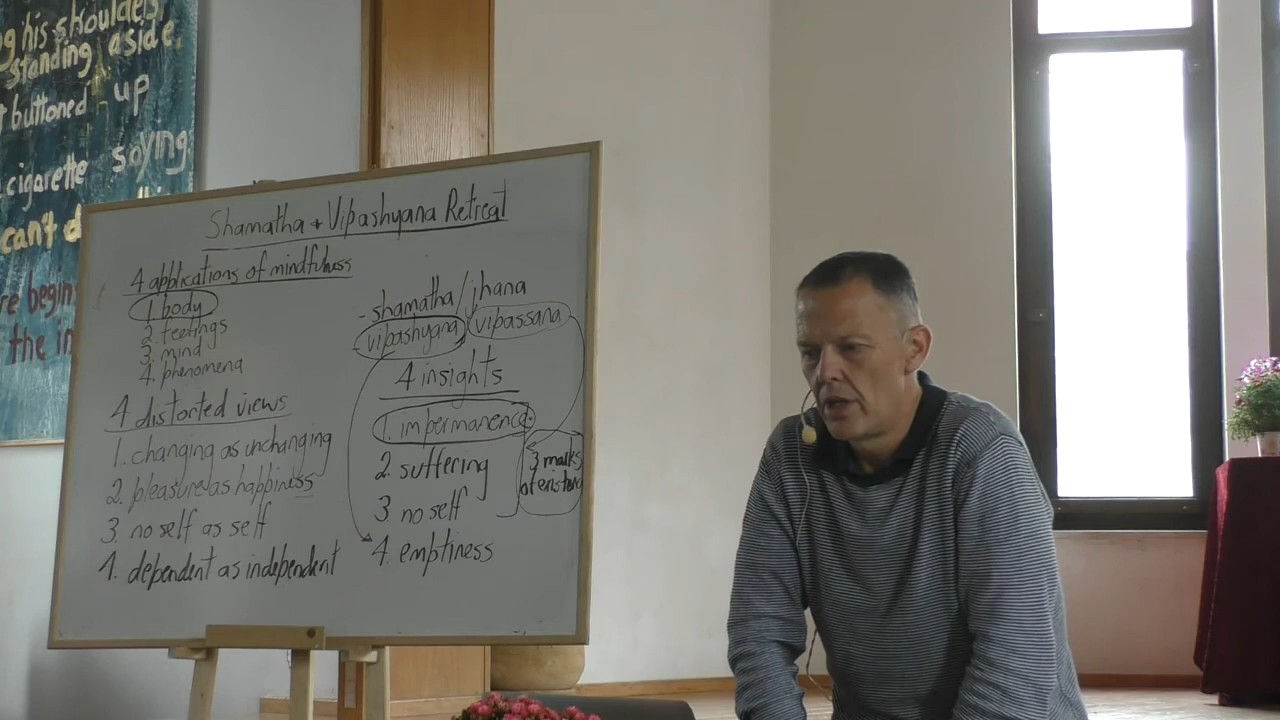 g his shoulders,
standing aside,
t buttoned up
cigarette saying
can't d
re begin
the in
Shamatha + Vipashyana Retreat
4 applications of mindfulness
1. body
2. feelings
3. mind
4. phenomena
4 distorted views
1. changing as unchanging
2. pleasure as happiness
3. no self as self
4. dependent as independent
- shamatha/jhana
vipashyana vipassana
4 insights
1. impermanence
2. suffering
3. no self
4. emptiness
3 marks
of existence